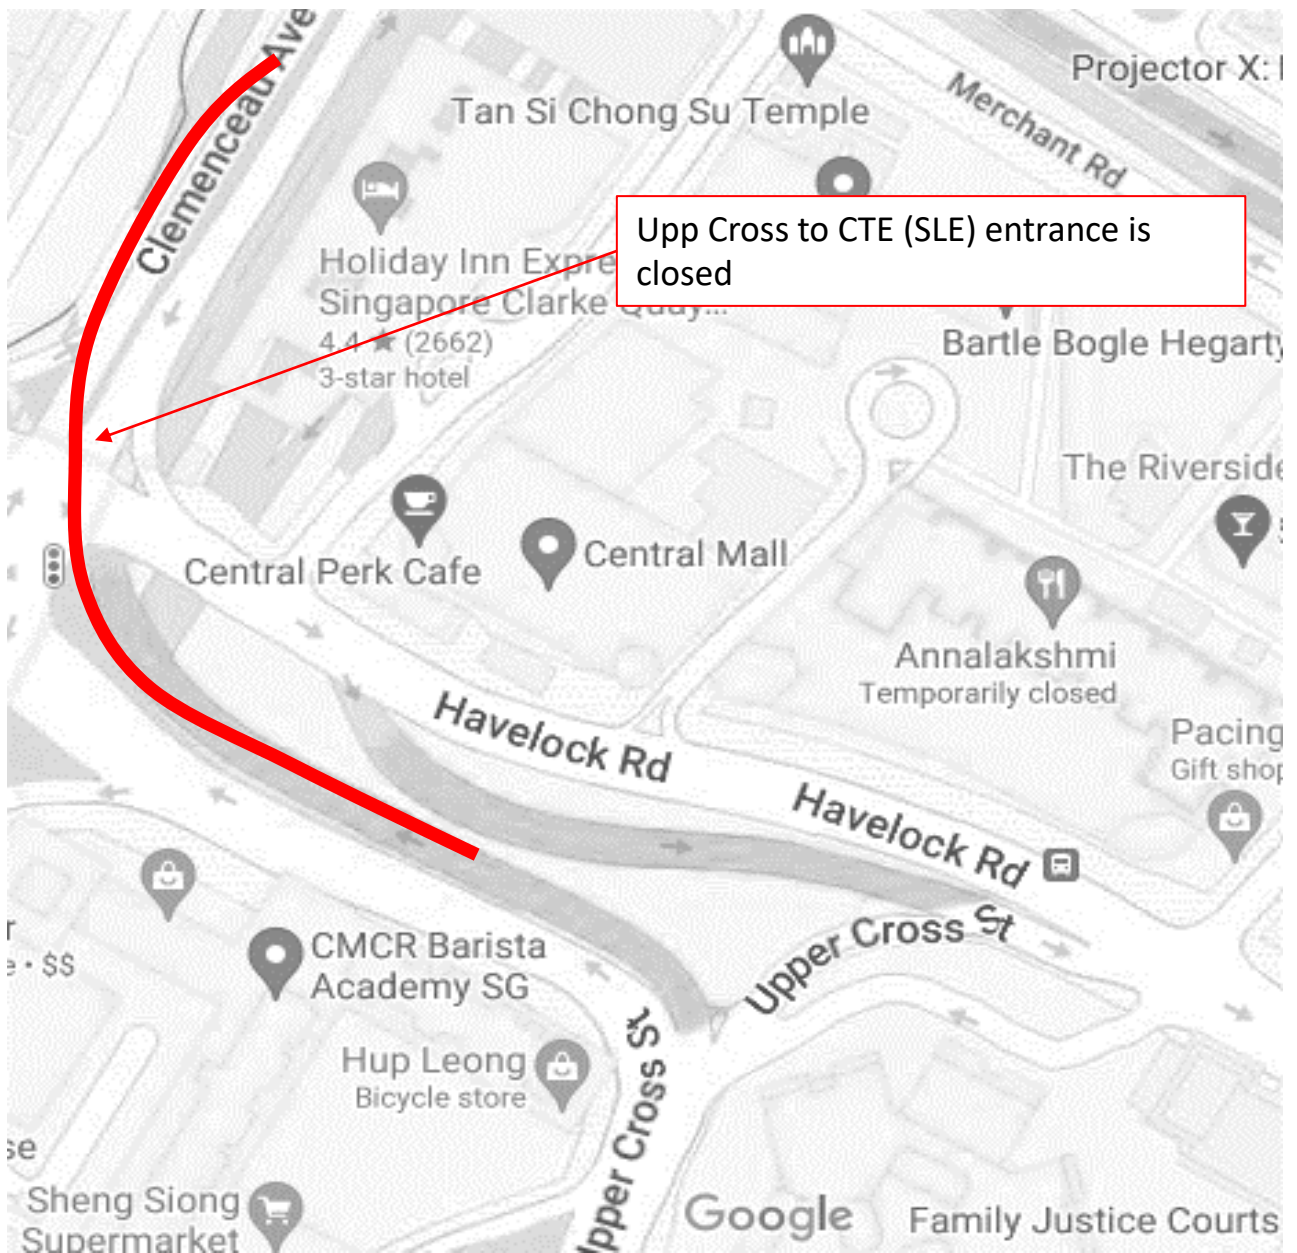 Clemenceau Ave
Tan Si Chong Su Temple
Projector X:
Merchant Rd
Upp Cross to CTE (SLE) entrance is
closed
Holiday Inn Expre
Singapore Clarke Quay...
4.4 ★ (2662)
3-star hotel
Bartle Bogle Hegarty
The Riverside
Central Perk Cafe
Central Mall
Annalakshmi
Temporarily closed
Havelock Rd
Pacing
Gift shop
Havelock Rd
Upper Cross St
CMCR Barista
Academy SG
· $$
Upper Cross St
Hup Leong
Bicycle store
se
Sheng Siong
Supermarket
Google
Family Justice Courts